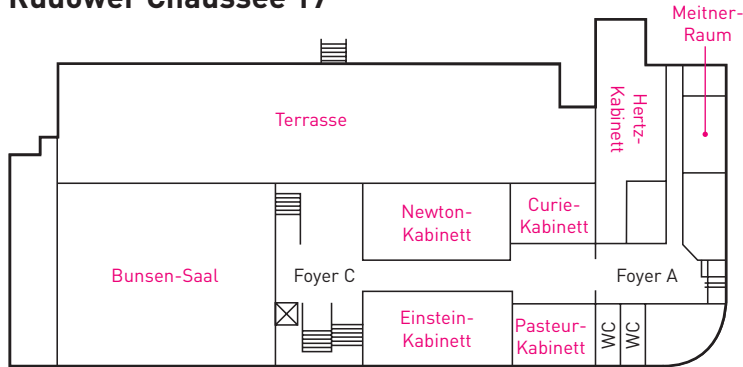 Rudower Chaussee 17
Meitner-
Raum
Hertz-
Kabinett
Terrasse
Newton-
Kabinett
Curie-
Kabinett
Bunsen-Saal
Foyer C
Foyer A
Einstein-
Kabinett
Pasteur-
Kabinett
WC
WC